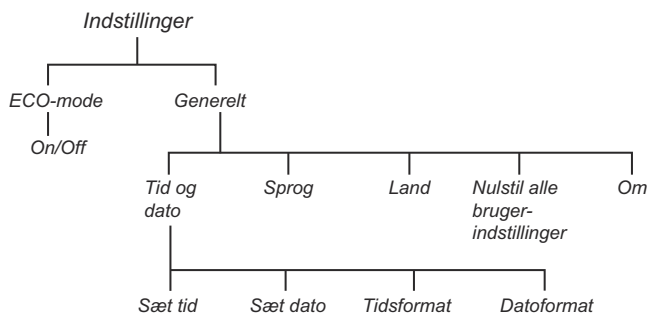 Indstillinger
ECO-mode
Generelt
On/Off
Tid og
dato
Sprog
Land
Nulstil alle
bruger-
indstillinger
Om
Sæt tid
Sæt dato
Tidsformat
Datoformat